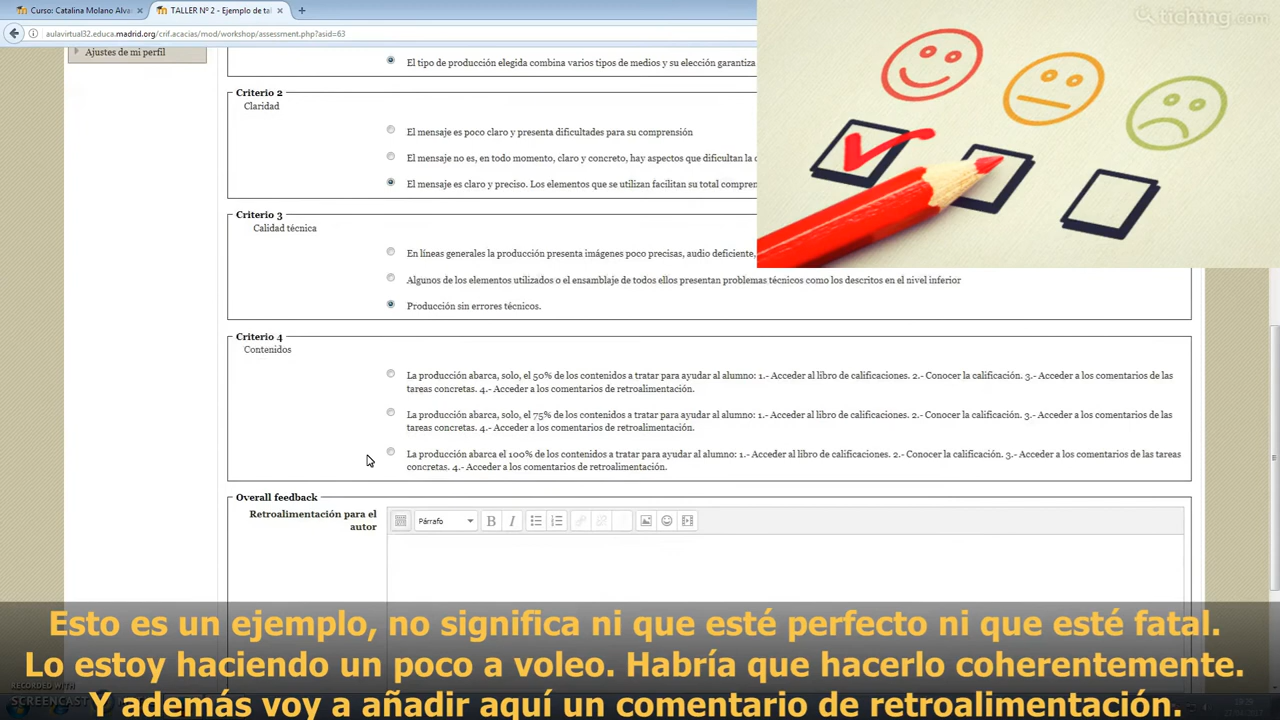 Curso: Catalina Molano Alva
TALLER Nº 2 - Ejemplo de ta
aulavirtual32.educa.madrid.org/crif.acacias/mod/workshop/assessment.php?asid=63
tiching.com
Ajustes de mi perfil
El tipo de producción elegida combina varios tipos de medios y su elección garantiza
Criterio 2
Claridad
El mensaje es poco claro y presenta dificultades para su comprensión
El mensaje no es, en todo momento, claro y concreto, hay aspectos que dificultan la
El mensaje es claro y preciso. Los elementos que se utilizan facilitan su total compren
Criterio 3
Calidad técnica
En líneas generales la producción presenta imágenes poco precisas, audio deficiente,
Algunos de los elementos utilizados o el ensamblaje de todos ellos presentan problemas técnicos como los descritos en el nivel inferior
Producción sin errores técnicos.
Criterio 4
Contenidos
La producción abarca, solo, el 50% de los contenidos a tratar para ayudar al alumno: 1.- Acceder al libro de calificaciones. 2.- Conocer la calificación. 3.- Acceder a los comentarios de las
tareas concretas. 4.- Acceder a los comentarios de retroalimentación.
La producción abarca, solo, el 75% de los contenidos a tratar para ayudar al alumno: 1.- Acceder al libro de calificaciones. 2.- Conocer la calificación. 3.- Acceder a los comentarios de las
tareas concretas. 4.- Acceder a los comentarios de retroalimentación.
La producción abarca el 100% de los contenidos a tratar para ayudar al alumno: 1.- Acceder al libro de calificaciones. 2.- Conocer la calificación. 3.- Acceder a los comentarios de las tareas
concretas. 4.- Acceder a los comentarios de retroalimentación.
Overall feedback
Retroalimentación para el
autor
Párrafo
B I
Esto es un ejemplo, no significa ni que esté perfecto ni que esté fatal.
Lo estoy haciendo un poco a voleo. Habría que hacerlo coherentemente.
Y además voy a añadir aquí un comentario de retroalimentación.
RECORDED WITH
SCREENCAST